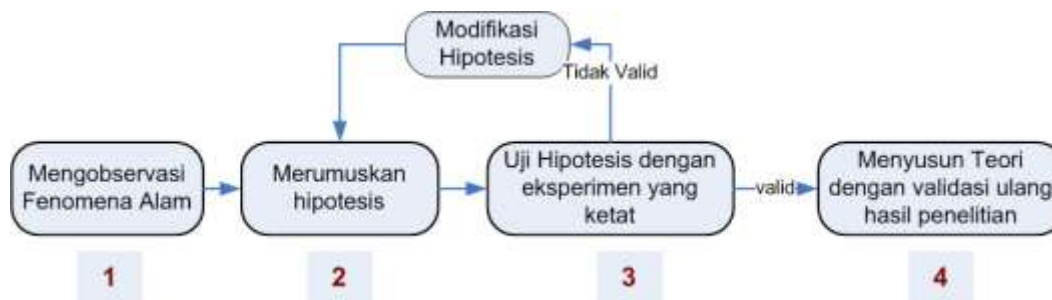 Modifikasi
Hipotesis
Tidak Valid
Mengobservasi
Fenomena Alam
Merumuskan
hipotesis
Uji Hipotesis dengan
eksperimen yang
ketat
valid
Menyusun Teori
dengan validasi ulang
hasil penelitian
1
2
3
4